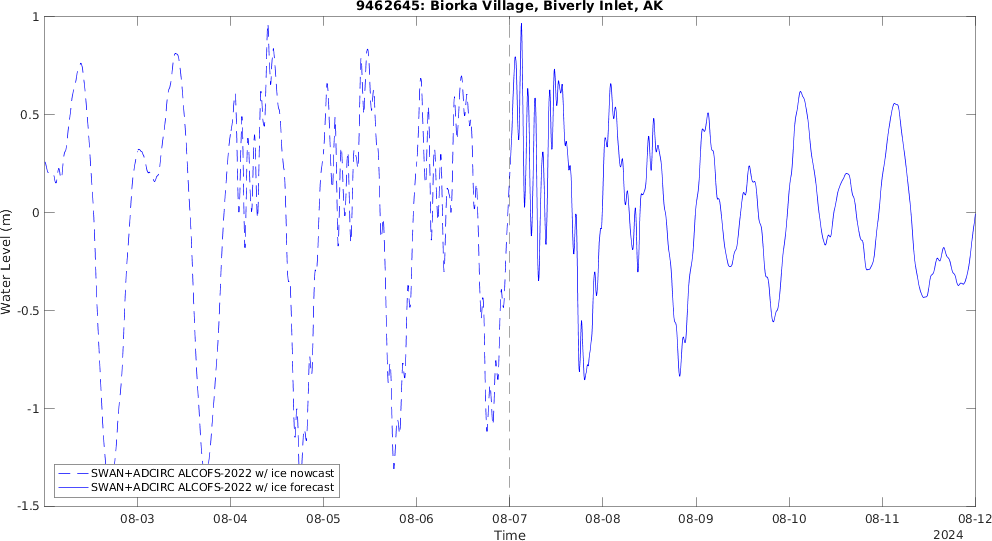 9462645: Biorka Village, Biverly Inlet, AK
Water Level (m)
1
0.5
0
-0.5
-1
-1.5
SWAN+ADCIRC ALCOFS-2022 w/ ice nowcast
SWAN+ADCIRC ALCOFS-2022 w/ ice forecast
08-03 08-04 08-05 08-06 08-07 08-08 08-09 08-10 08-11 08-12
Time
2024